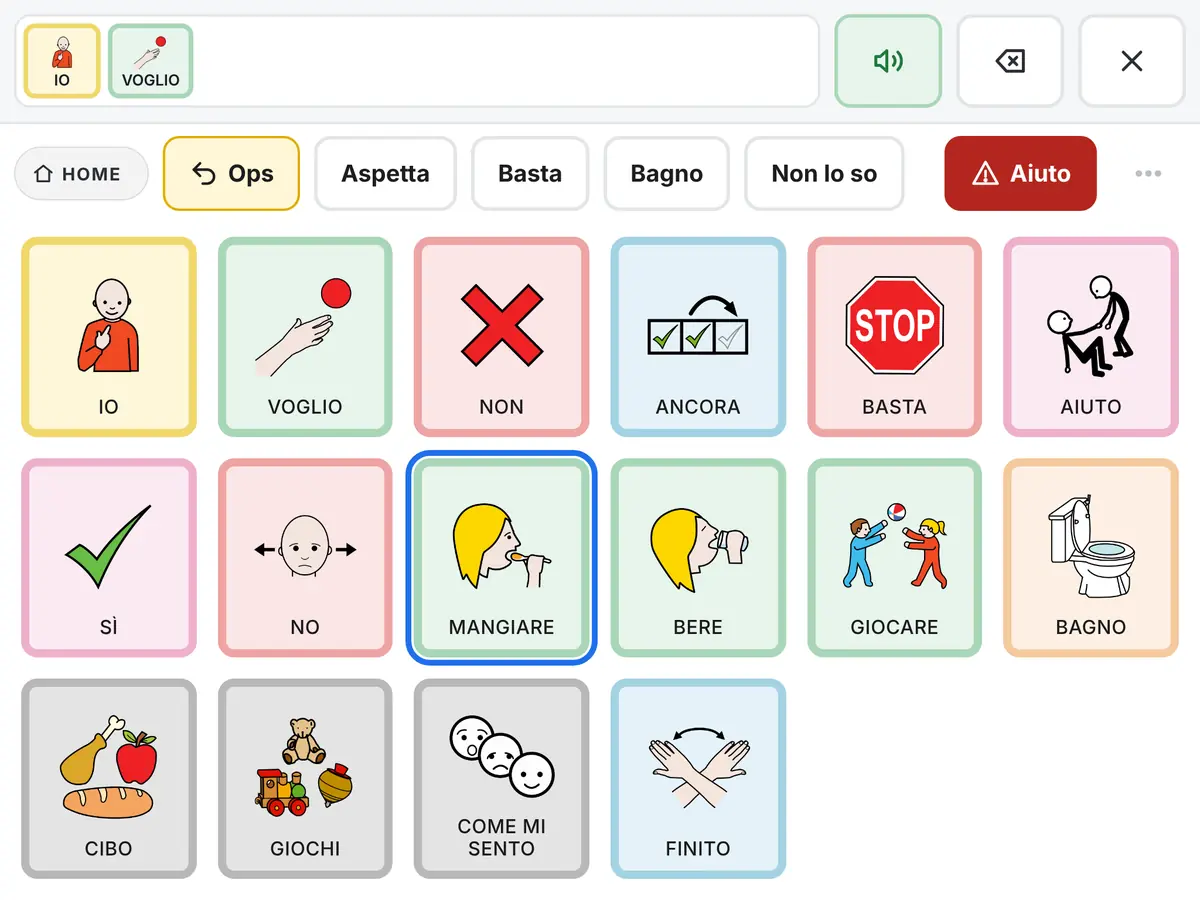 IO
VOGLIO
HOME
Ops
Aspetta
Basta
Bagno
Non lo so
Aiuto
IO
VOGLIO
NON
ANCORA
STOP
BASTA
AIUTO
SÌ
NO
MANGIARE
BERE
GIOCARE
BAGNO
CIBO
GIOCHI
COME MI
SENTO
FINITO